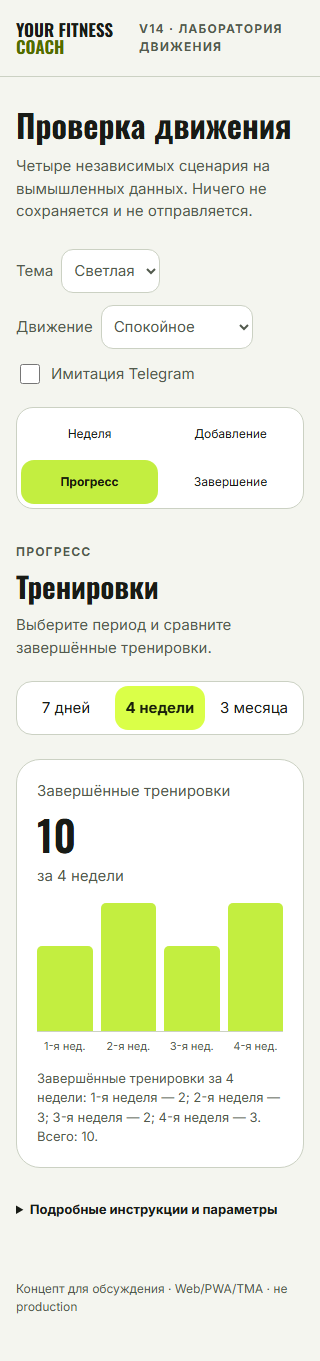 YOUR FITNESS
COACH
V14 · ЛАБОРАТОРИЯ
ДВИЖЕНИЯ
Проверка движения
Четыре независимых сценария на
вымышленных данных. Ничего не
сохраняется и не отправляется.
Тема
Светлая
Движение
Спокойное
Имитация Telegram
Неделя
Добавление
Прогресс
Завершение
ПРОГРЕСС
Тренировки
Выберите период и сравните
завершённые тренировки.
7 дней
4 недели
3 месяца
Завершённые тренировки
10
за 4 недели
1-я нед.
2-я нед.
3-я нед.
4-я нед.
Завершённые тренировки за 4
недели: 1-я неделя — 2; 2-я неделя —
3; 3-я неделя — 2; 4-я неделя — 3.
Всего: 10.
Подробные инструкции и параметры
Концепт для обсуждения · Web/PWA/TMA · не
production